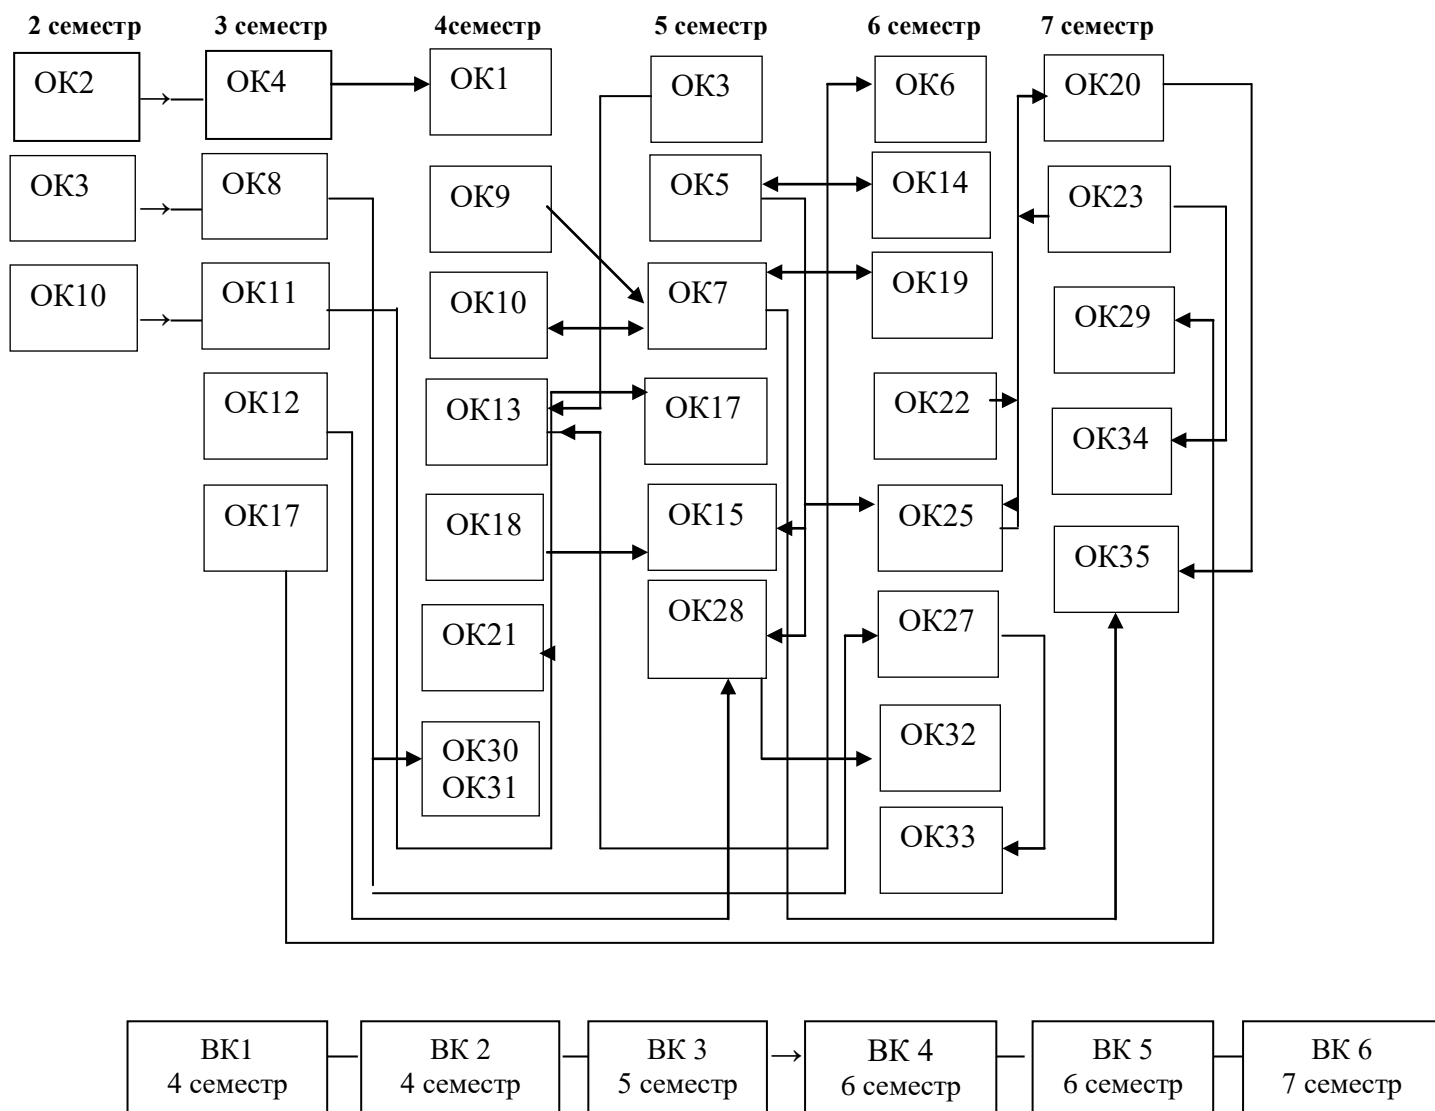 2 семестр 3 семестр 4семестр 5 семестр 6 семестр 7 семестр
ОК2 ОК4 ОК1 ОК3 ОК6 ОК20
ОК3 ОК8 ОК9 ОК5 ОК14 ОК23
ОК10 ОК11 ОК10 ОК7 ОК19 ОК29
ОК12 ОК13 ОК17 ОК22 ОК34
ОК17 ОК18 ОК15 ОК25 ОК35
ОК21 ОК28 ОК27
ОК30 ОК32
ОК31
ОК33
ВК1 ВК 2 ВК 3 ВК 4 ВК 5 ВК 6
4 семестр 4 семестр 5 семестр 6 семестр 6 семестр 7 семестр